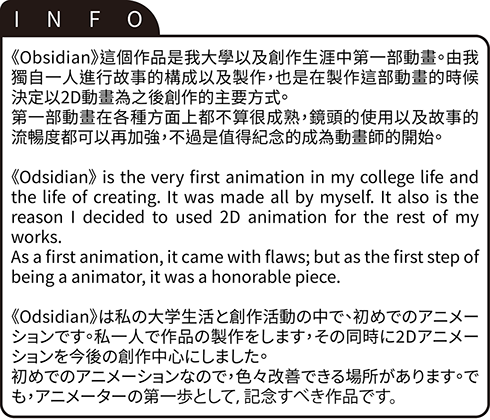 INFO
《Obsidian》這個作品是我大學以及創作生涯中第一部動畫。由我
獨自一人進行故事的構成以及製作，也是在製作這部動畫的時候
決定以2D動畫為之後創作的主要方式。
第一部動畫在各種方面上都不算很成熟，鏡頭的使用以及故事的
流暢度都可以再加強，不過是值得紀念的成為動畫師的開始。
《Odsidian》 is the very first animation in my college life and
the life of creating. It was made all by myself. It also is the
reason I decided to used 2D animation for the rest of my
works.
As a first animation, it came with flaws; but as the first step of
being a animator, it was a honorable piece.
《Odsidian》は私の大学生活と創作活動の中で、初めてのアニメー
ションです。私一人で作品の製作をします，その同時に2Dアニメー
ションを今後の創作中心にしました。
初めてのアニメーションなので，色々改善できる場所があります。で
も，アニメーターの第一歩として, 記念すべき作品です。